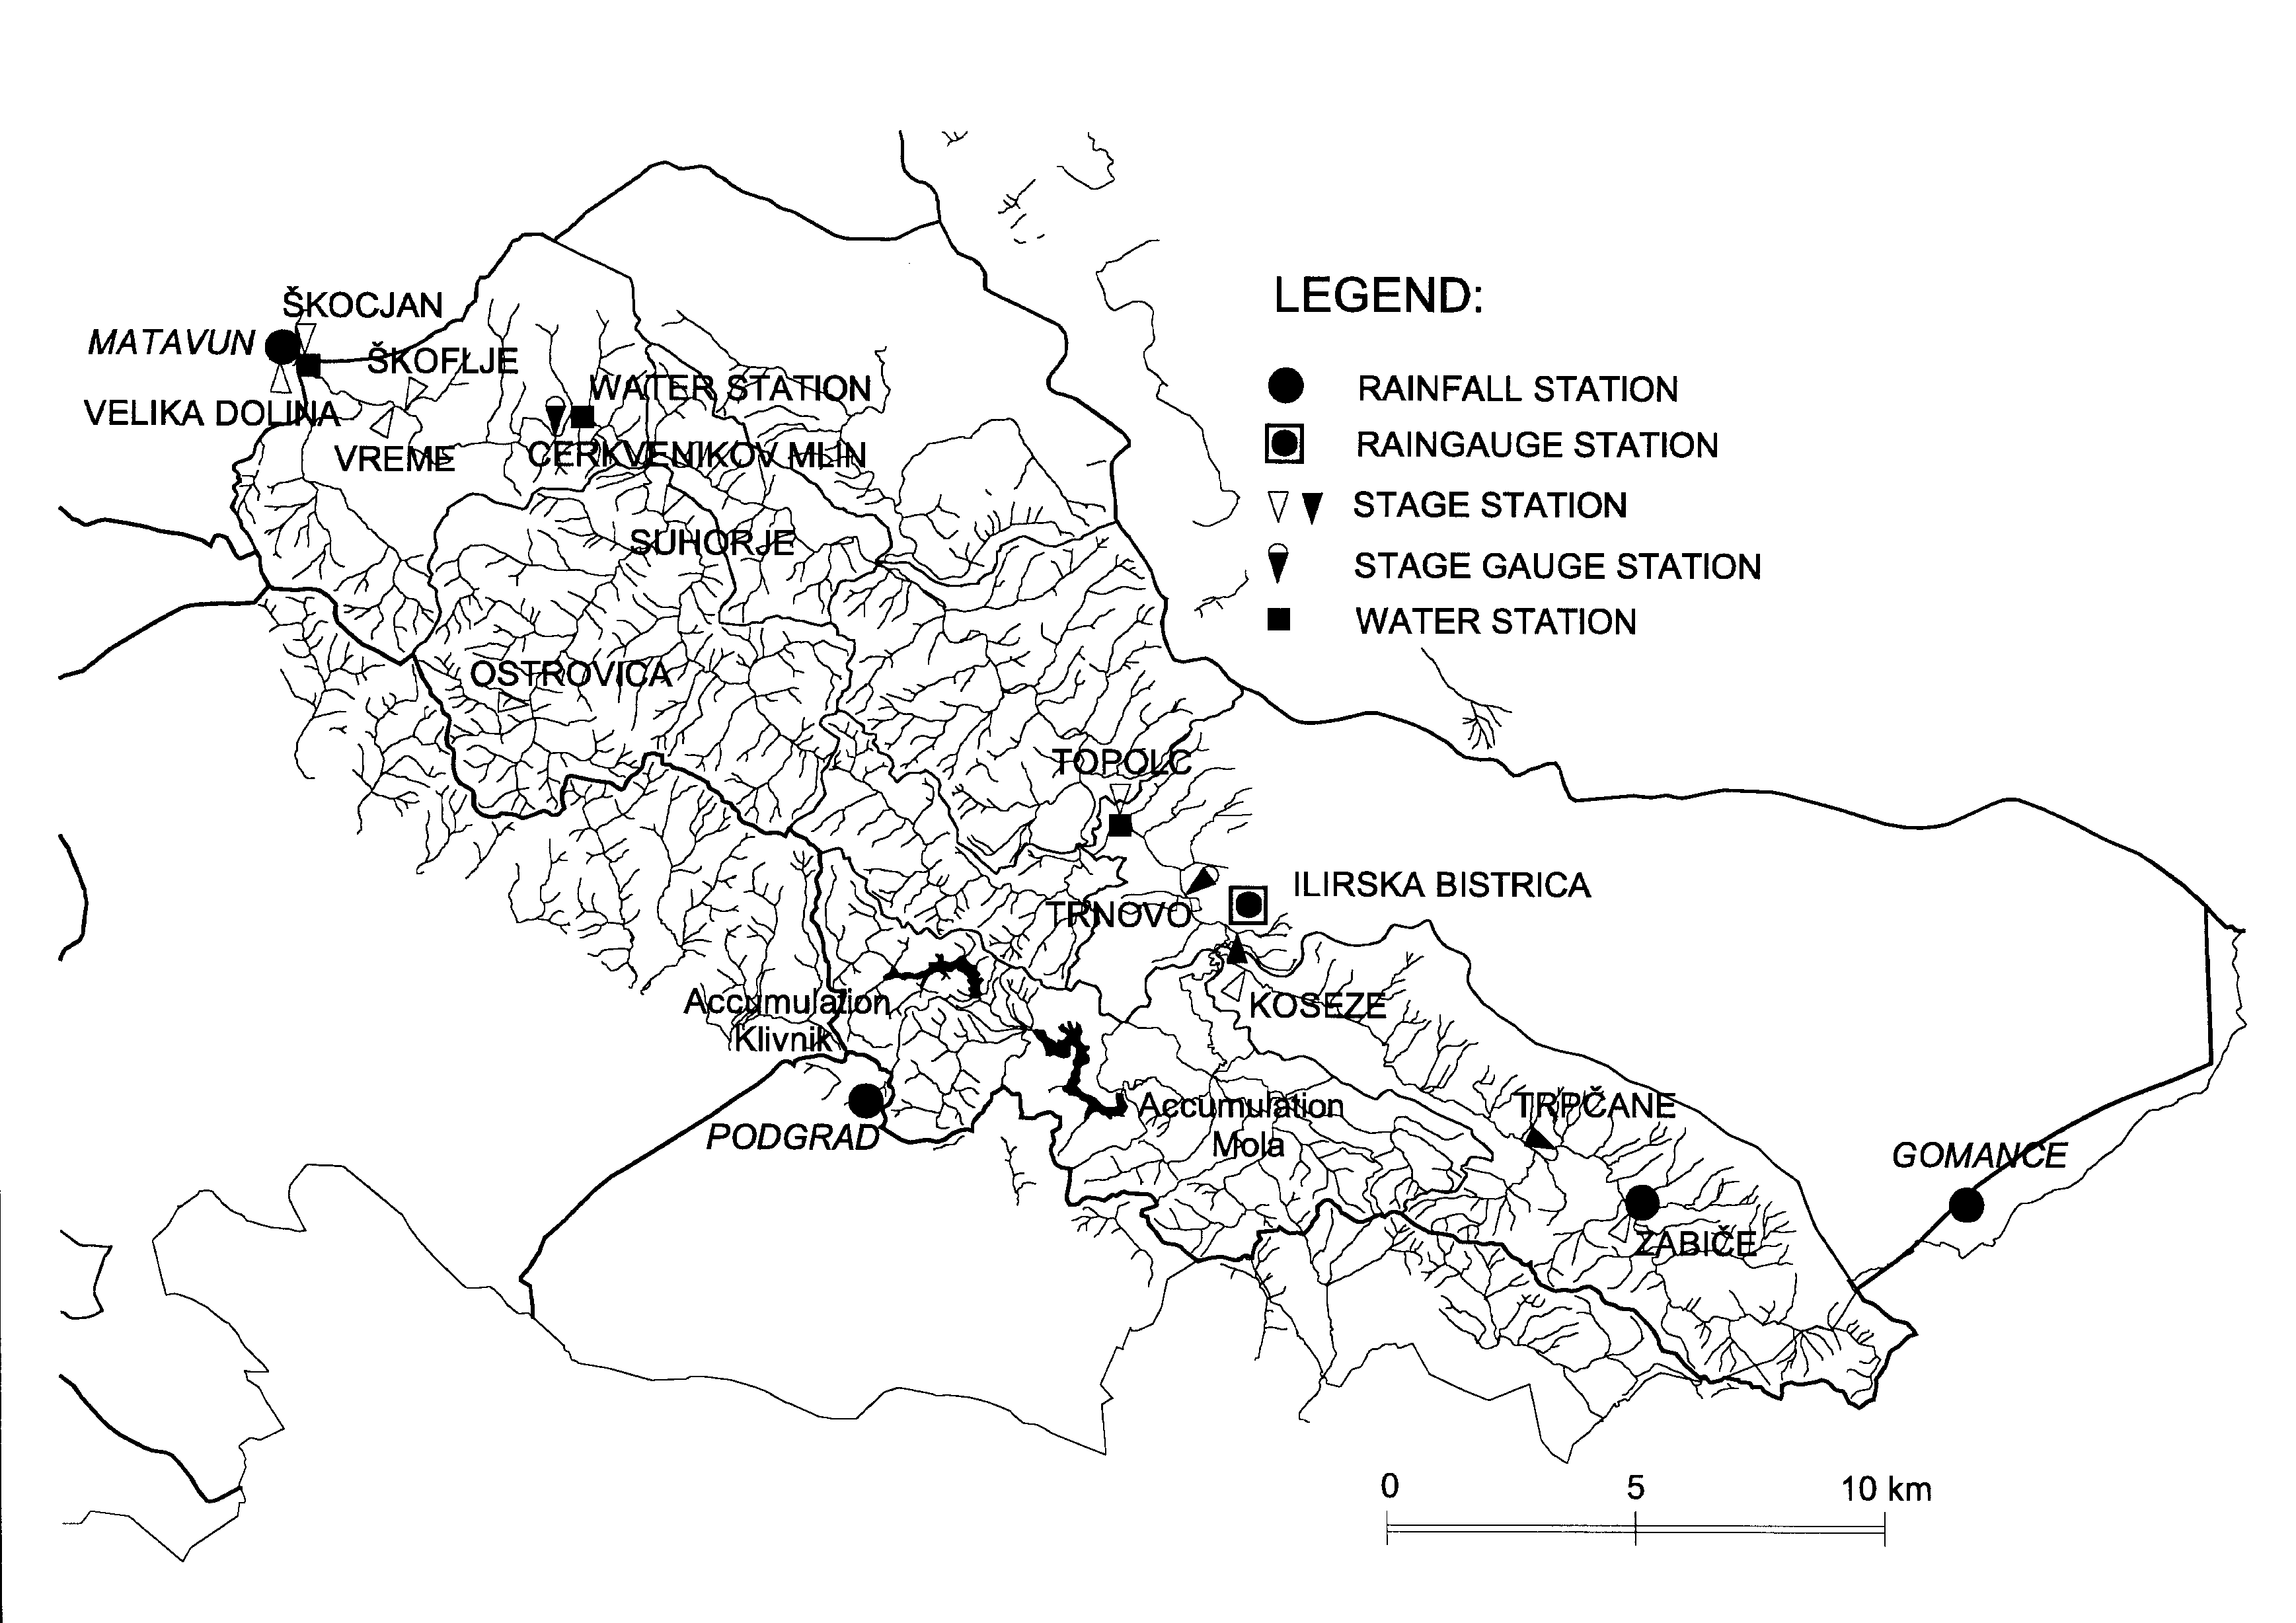 ŠKOCJAN
MATAVUN
ŠKOFLJE
VELIKA DOLINA
VREME
WATER STATION
CERKVENIKOV MLIN
SUHORJE
OSTROVICA
LEGEND:
RAINFALL STATION
RAINGAUGE STATION
STAGE STATION
STAGE GAUGE STATION
WATER STATION
TOPOLC
ILIRSKA BISTRICA
TRNOVO
KOSEZE
Accumulation
Klivnik
PODGRAD
Accumulation
Mola
TRPČANE
GOMANCE
ZABIČE
0 5 10 km